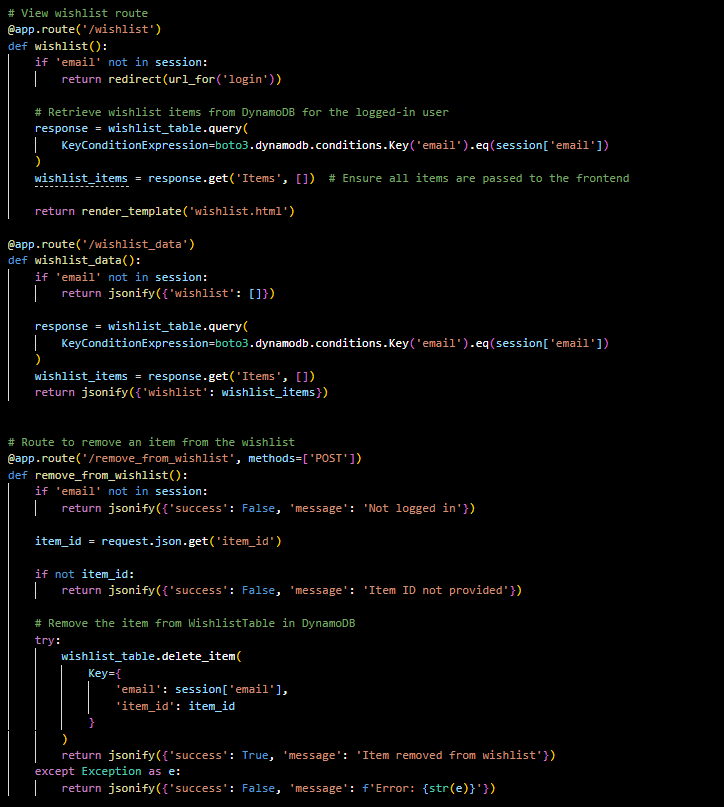 # View wishlist route
@app.route('/wishlist')
def wishlist():
    if 'email' not in session:
        return redirect(url_for('login'))

    # Retrieve wishlist items from DynamoDB for the logged-in user
    response = wishlist_table.query(
        KeyConditionExpression=boto3.dynamodb.conditions.Key('email').eq(session['email'])
    )
    wishlist_items = response.get('Items', [])  # Ensure all items are passed to the frontend

    return render_template('wishlist.html')

@app.route('/wishlist_data')
def wishlist_data():
    if 'email' not in session:
        return jsonify({'wishlist': []})

    response = wishlist_table.query(
        KeyConditionExpression=boto3.dynamodb.conditions.Key('email').eq(session['email'])
    )
    wishlist_items = response.get('Items', [])
    return jsonify({'wishlist': wishlist_items})


# Route to remove an item from the wishlist
@app.route('/remove_from_wishlist', methods=['POST'])
def remove_from_wishlist():
    if 'email' not in session:
        return jsonify({'success': False, 'message': 'Not logged in'})

    item_id = request.json.get('item_id')

    if not item_id:
        return jsonify({'success': False, 'message': 'Item ID not provided'})

    # Remove the item from WishlistTable in DynamoDB
    try:
        wishlist_table.delete_item(
            Key={
                'email': session['email'],
                'item_id': item_id
            }
        )
        return jsonify({'success': True, 'message': 'Item removed from wishlist'})
    except Exception as e:
        return jsonify({'success': False, 'message': f'Error: {str(e)}'})